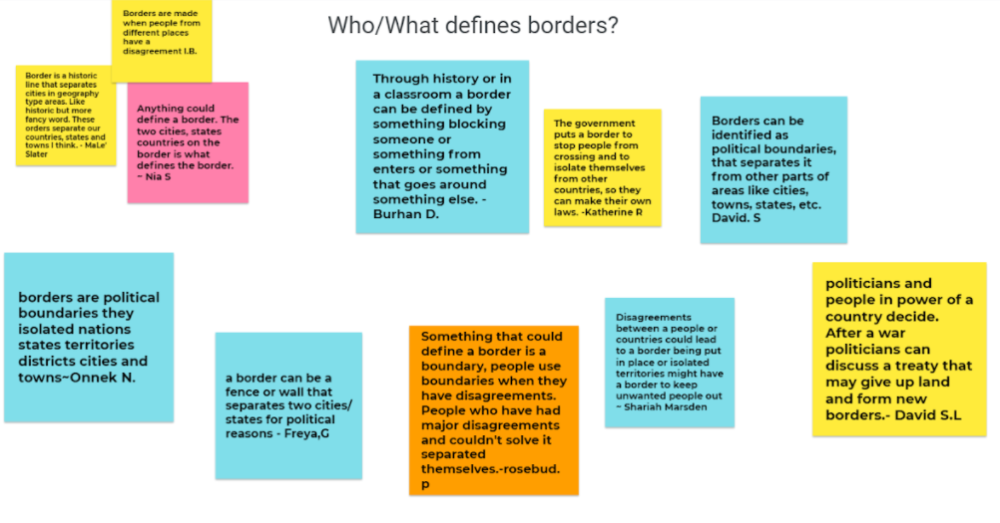 Who/What defines borders?
Borders are made
when people from
different places
have a
disagreement I.B.
Border is a historic
line that separates
cities in geography
type areas. Like
historic but more
fancy word. These
orders separate our
countries, states and
towns I think. - MaLe'
Slater
Anything could
define a border. The
two cities, states
countries on the
border is what
defines the border.
~ Nia S
Through history or in
a classroom a border
can be defined by
something blocking
someone or
something from
enters or something
that goes around
something else. -
Burhan D.
The government
puts a border to
stop people from
crossing and to
isolate themselves
from other
countries, so they
can make their own
laws. -Katherine R
Borders can be
identified as
political boundaries,
that separates it
from other parts of
areas like cities,
towns, states, etc.
David. S
borders are political
boundaries they
isolated nations
states territories
districts cities and
towns~Onnek N.
a border can be a
fence or wall that
separates two cities/
states for political
reasons - Freya,G
Something that could
define a border is a
boundary, people use
boundaries when they
have disagreements.
People who have had
major disagreements
and couldn't solve it
separated
themselves.-rosebud.
p
Disagreements
between a people or
countries could lead
to a border being put
in place or isolated
territories might have
a border to keep
unwanted people out
~ Shariah Marsden
politicians and
people in power of a
country decide.
After a war
politicians can
discuss a treaty that
may give up land
and form new
borders.- David S.L